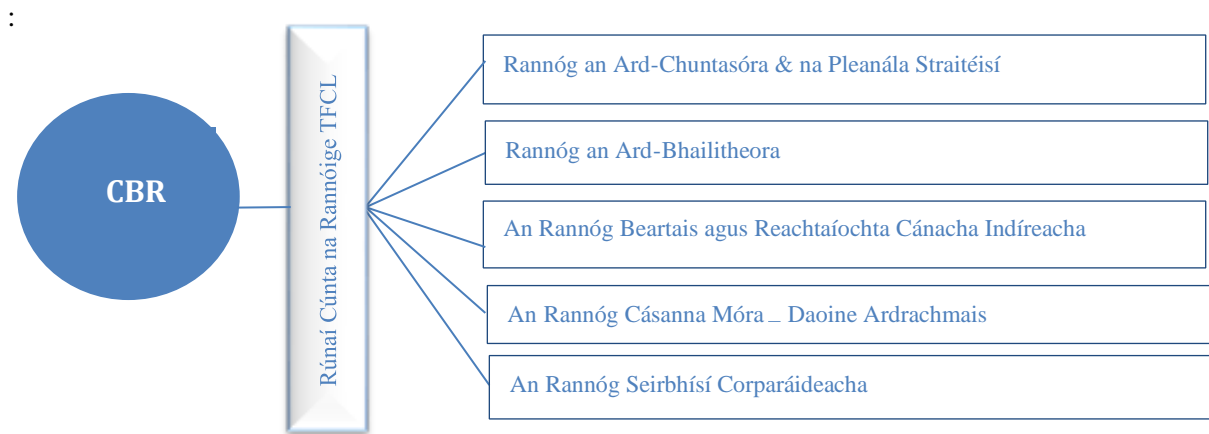 :
CBR
Rúnaí Cúnta na Rannóige TFCL
Rannóg an Ard-Chuntasóra & na Pleanála Straitéisí
Rannóg an Ard-Bhailitheora
An Rannóg Beartais agus Reachtaíochta Cánacha Indíreacha
An Rannóg Cásanna Móra _ Daoine Ardrachmais
An Rannóg Seirbhísí Corparáideacha